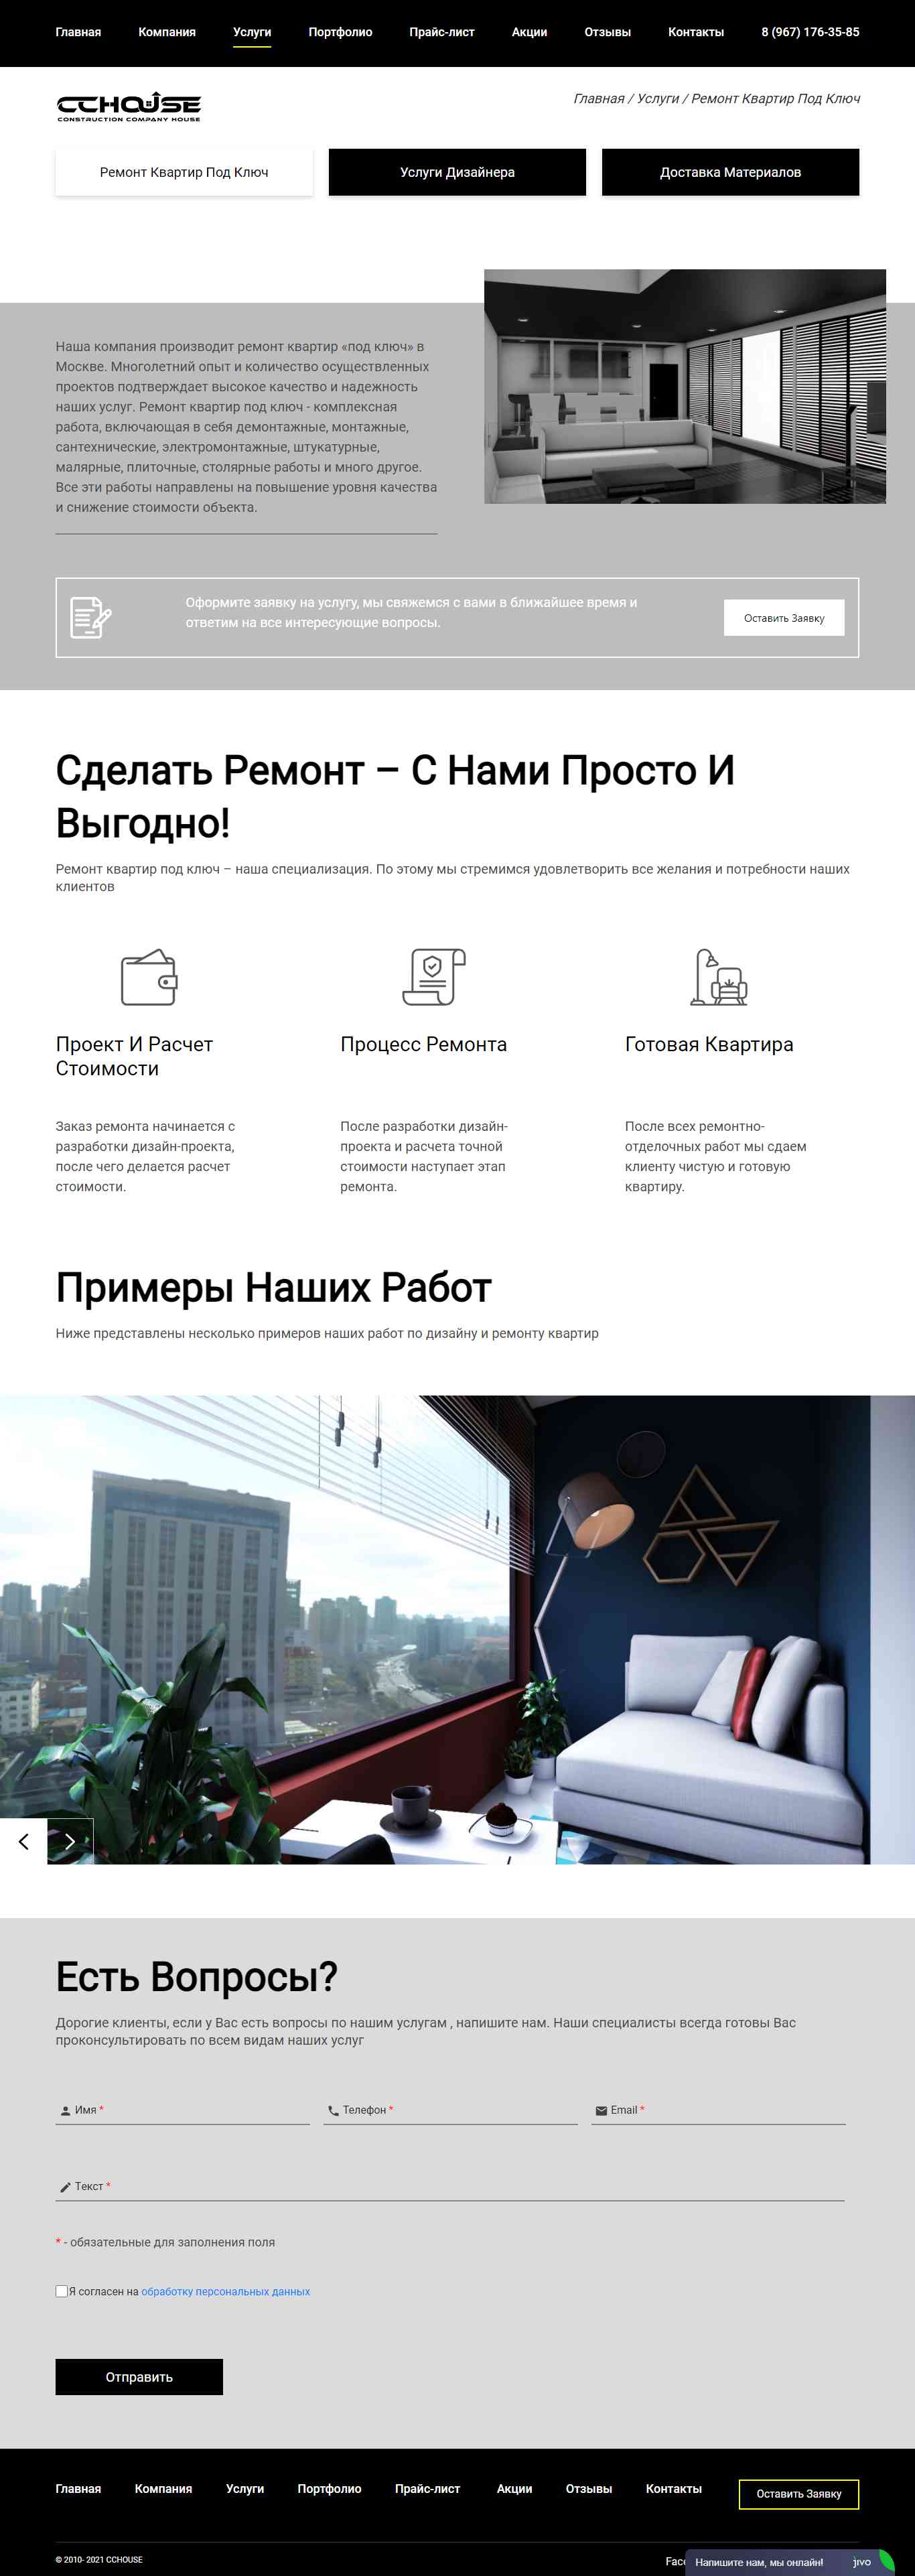 Главная Компания Услуги Портфолио Прайс-лист Акции Отзывы Контакты 8 (967) 176-35-85
CCHOUSE
CONSTRUCTION COMPANY HOUSE
Главная / Услуги / Ремонт Квартир Под Ключ
Ремонт Квартир Под Ключ
Услуги Дизайнера
Доставка Материалов
Наша компания производит ремонт квартир «под ключ» в
Москве. Многолетний опыт и количество осуществленных
проектов подтверждает высокое качество и надежность
наших услуг. Ремонт квартир под ключ - комплексная
работа, включающая в себя демонтажные, монтажные,
сантехнические, электромонтажные, штукатурные,
малярные, плиточные, столярные работы и много другое.
Все эти работы направлены на повышение уровня качества
и снижение стоимости объекта.
Оформите заявку на услугу, мы свяжемся с вами в ближайшее время и
ответим на все интересующие вопросы.
Оставить Заявку
Сделать Ремонт – С Нами Просто И
Выгодно!
Ремонт квартир под ключ – наша специализация. По этому мы стремимся удовлетворить все желания и потребности наших
клиентов
Проект И Расчет
Стоимости
Заказ ремонта начинается с
разработки дизайн-проекта,
после чего делается расчет
стоимости.
Процесс Ремонта
После разработки дизайн-
проекта и расчета точной
стоимости наступает этап
ремонта.
Готовая Квартира
После всех ремонтно-
отделочных работ мы сдаем
клиенту чистую и готовую
квартиру.
Примеры Наших Работ
Ниже представлены несколько примеров наших работ по дизайну и ремонту квартир
Есть Вопросы?
Дорогие клиенты, если у Вас есть вопросы по нашим услугам , напишите нам. Наши специалисты всегда готовы Вас
проконсультировать по всем видам наших услуг
Имя *
Телефон *
Email *
Текст *
* - обязательные для заполнения поля
Я согласен на обработку персональных данных
Отправить
Главная Компания Услуги Портфолио Прайс-лист Акции Отзывы Контакты Оставить Заявку
© 2010- 2021 CCHOUSE
Напишите нам, мы онлайн! jivo